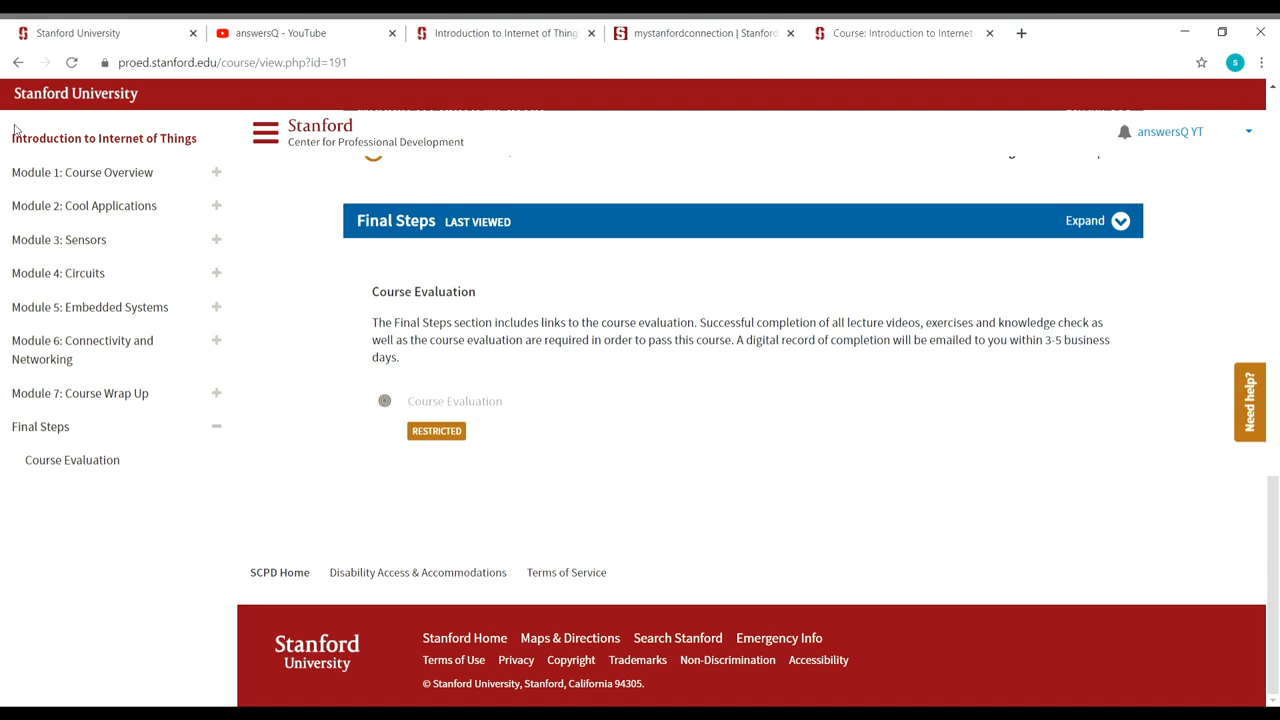 Stanford University
answersQ - YouTube
Introduction to Internet of Thing
mystanfordconnection | Stanford
Course: Introduction to Internet
proed.stanford.edu/course/view.php?id=191
S
Stanford University
Introduction to Internet of Things
Module 1: Course Overview
Module 2: Cool Applications
Module 3: Sensors
Module 4: Circuits
Module 5: Embedded Systems
Module 6: Connectivity and
Networking
Module 7: Course Wrap Up
Final Steps
Course Evaluation
Stanford
Center for Professional Development
answersQ YT
Final Steps LAST VIEWED
Expand
Course Evaluation
The Final Steps section includes links to the course evaluation. Successful completion of all lecture videos, exercises and knowledge check as
well as the course evaluation are required in order to pass this course. A digital record of completion will be emailed to you within 3-5 business
days.
Course Evaluation
RESTRICTED
Need help?
SCPD Home Disability Access & Accommodations Terms of Service
Stanford
University
Stanford Home Maps & Directions Search Stanford Emergency Info
Terms of Use Privacy Copyright Trademarks Non-Discrimination Accessibility
© Stanford University, Stanford, California 94305.